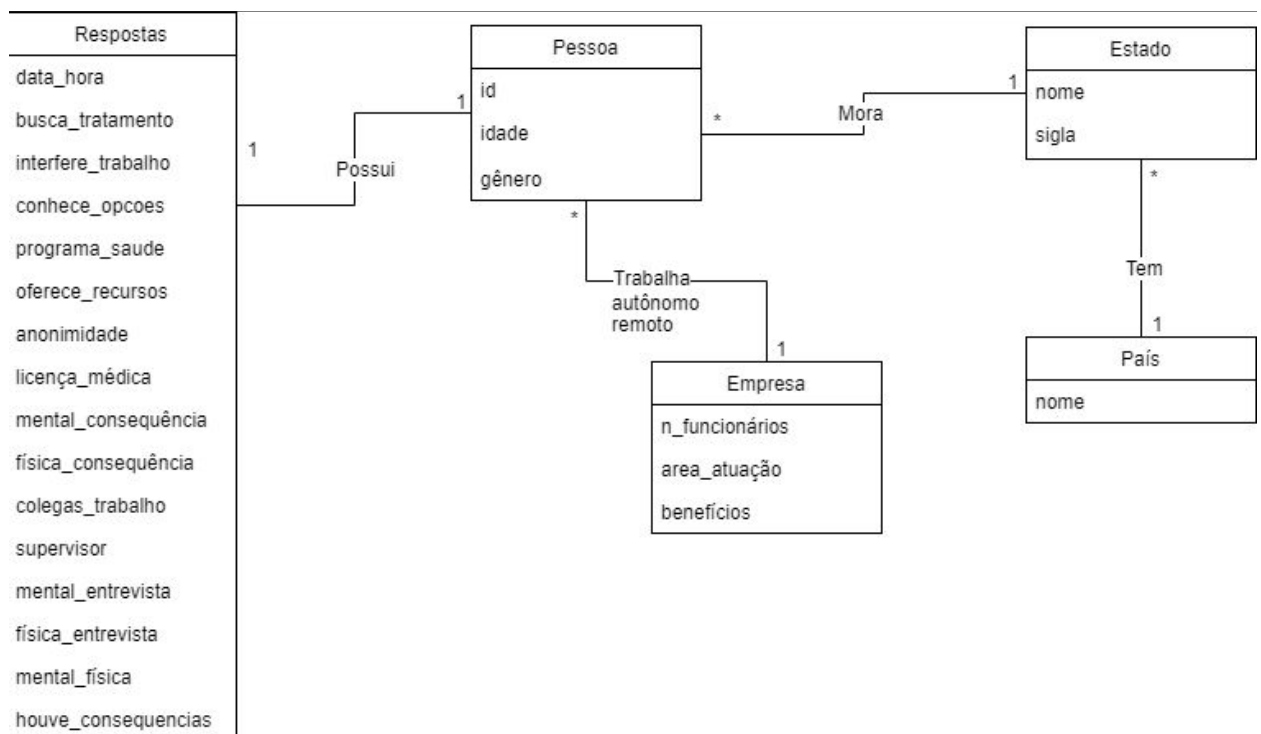 Respostas
data_hora
busca_tratamento
interfere_trabalho
conhece_opcoes
programa_saude
oferece_recursos
anonimidade
licença_médica
mental_consequência
física_consequência
colegas_trabalho
supervisor
mental_entrevista
física_entrevista
mental_física
houve_consequencias
1
Possui
1
Pessoa
id
idade
gênero
*
Mora
1
Estado
nome
sigla
*
Trabalha
autônomo
remoto
1
Empresa
n_funcionários
area_atuação
benefícios
*
Tem
1
País
nome